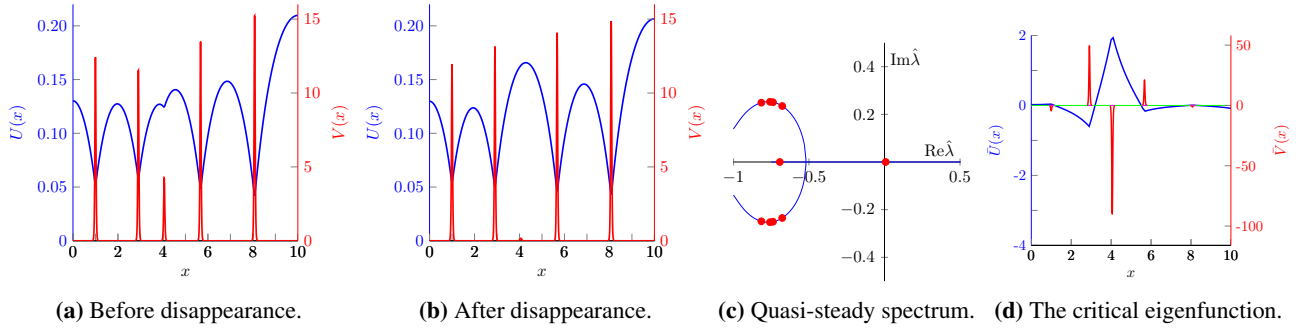 0.20
0.15
0.10
0.05
0
U(x)
15
10
5
0
V(x)
0 2 4 6 8 10
x
0.20
0.15
0.10
0.05
0
U(x)
15
10
5
0
V(x)
0 2 4 6 8 10
x
Imλ̂
0.4
0.2
Reλ̂
-1 -0.5 0.5
-0.2
-0.4
2
0
-2
-4
Ū(x)
50
0
-50
-100
V̄(x)
0 2 4 6 8 10
x
(a) Before disappearance. (b) After disappearance. (c) Quasi-steady spectrum. (d) The critical eigenfunction.